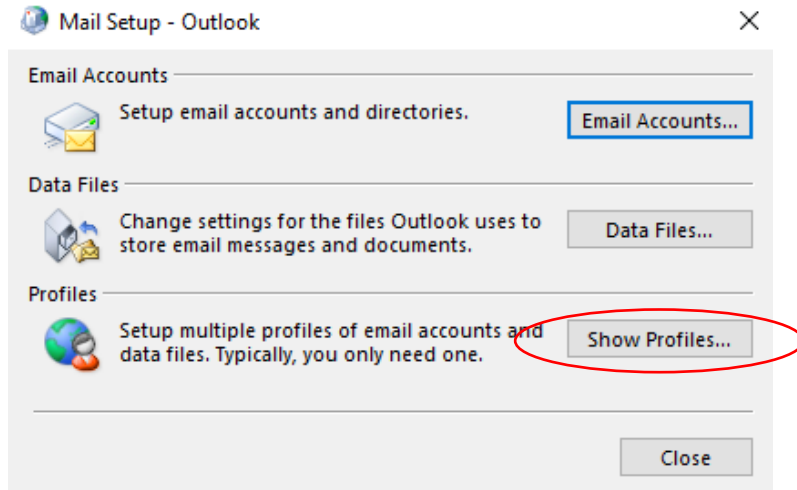 Mail Setup - Outlook
Email Accounts
Setup email accounts and directories.
Email Accounts...
Data Files
Change settings for the files Outlook uses to
store email messages and documents.
Data Files...
Profiles
Setup multiple profiles of email accounts and
data files. Typically, you only need one.
Show Profiles...
Close